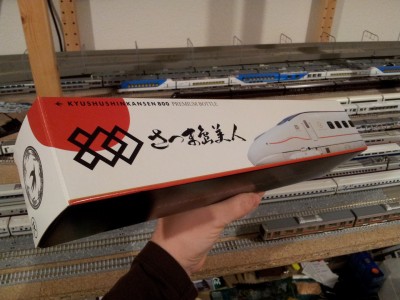 ← KYUSHUSHINKANSEN 800 PREMIUM BOTTLE
さつま島美人